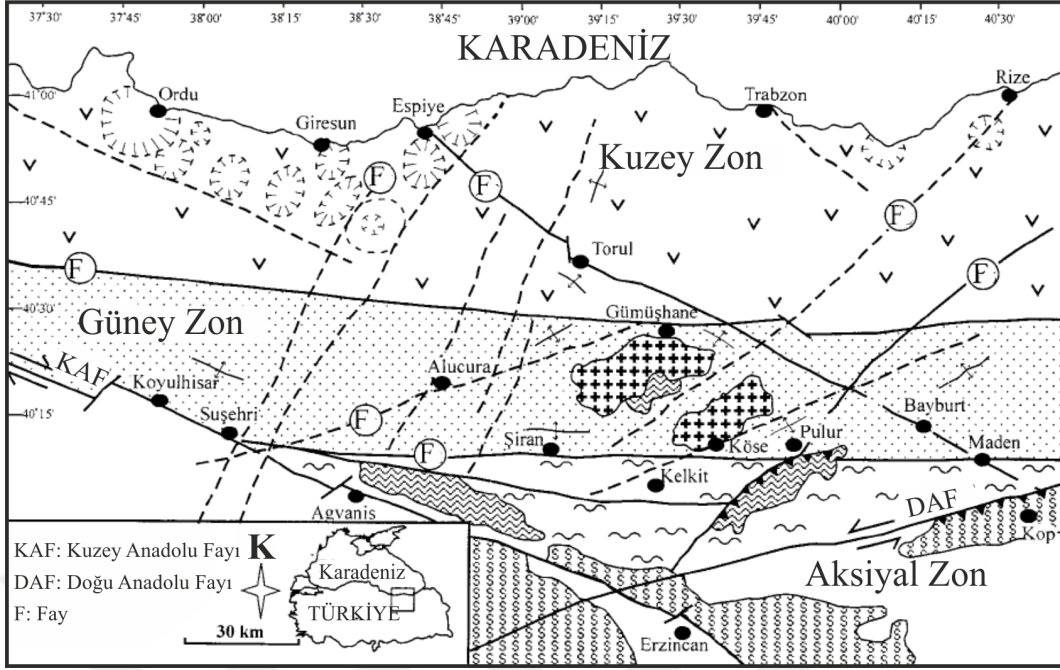 37°30' 37°45' 38°00' 38°15' 38°30' 38°45' 39°00' 39°15' 39°30' 39°45' 40°00' 40°15' 40°30'
KARADENİZ
Rize
41°00'
Ordu
Trabzon
Espiye
Giresun
Kuzey Zon
F
F
40°45'
F
Torul
F
F
40°30'
Güney Zon
Gümüşhane
KAF
Alucura
Koyulhisar
40°15'
Suşehri
F
Bayburt
Şiran
Köse
Pulur
Maden
F
Kelkit
Agvanis
DAF
Kop
KAF: Kuzey Anadolu Fayı
K
DAF: Doğu Anadolu Fayı
F: Fay
Karadeniz
TÜRKİYE
30 km
Aksiyal Zon
Erzincan